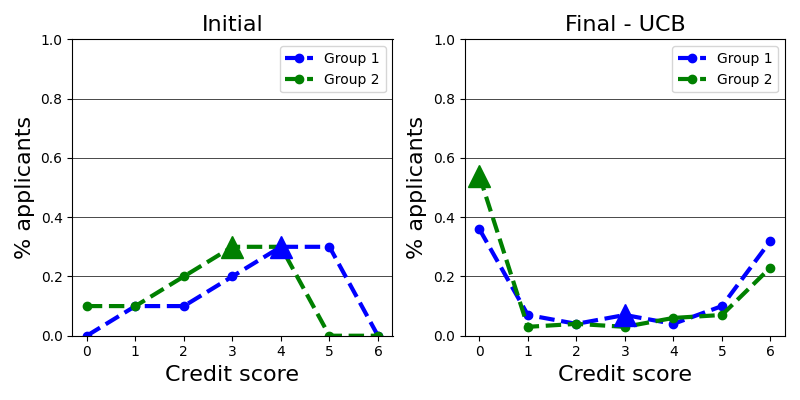 Initial
1.0
0.8
0.6
0.4
0.2
0.0
% applicants
0 1 2 3 4 5 6
Credit score
Group 1
Group 2
Final - UCB
1.0
0.8
0.6
0.4
0.2
0.0
% applicants
0 1 2 3 4 5 6
Credit score
Group 1
Group 2